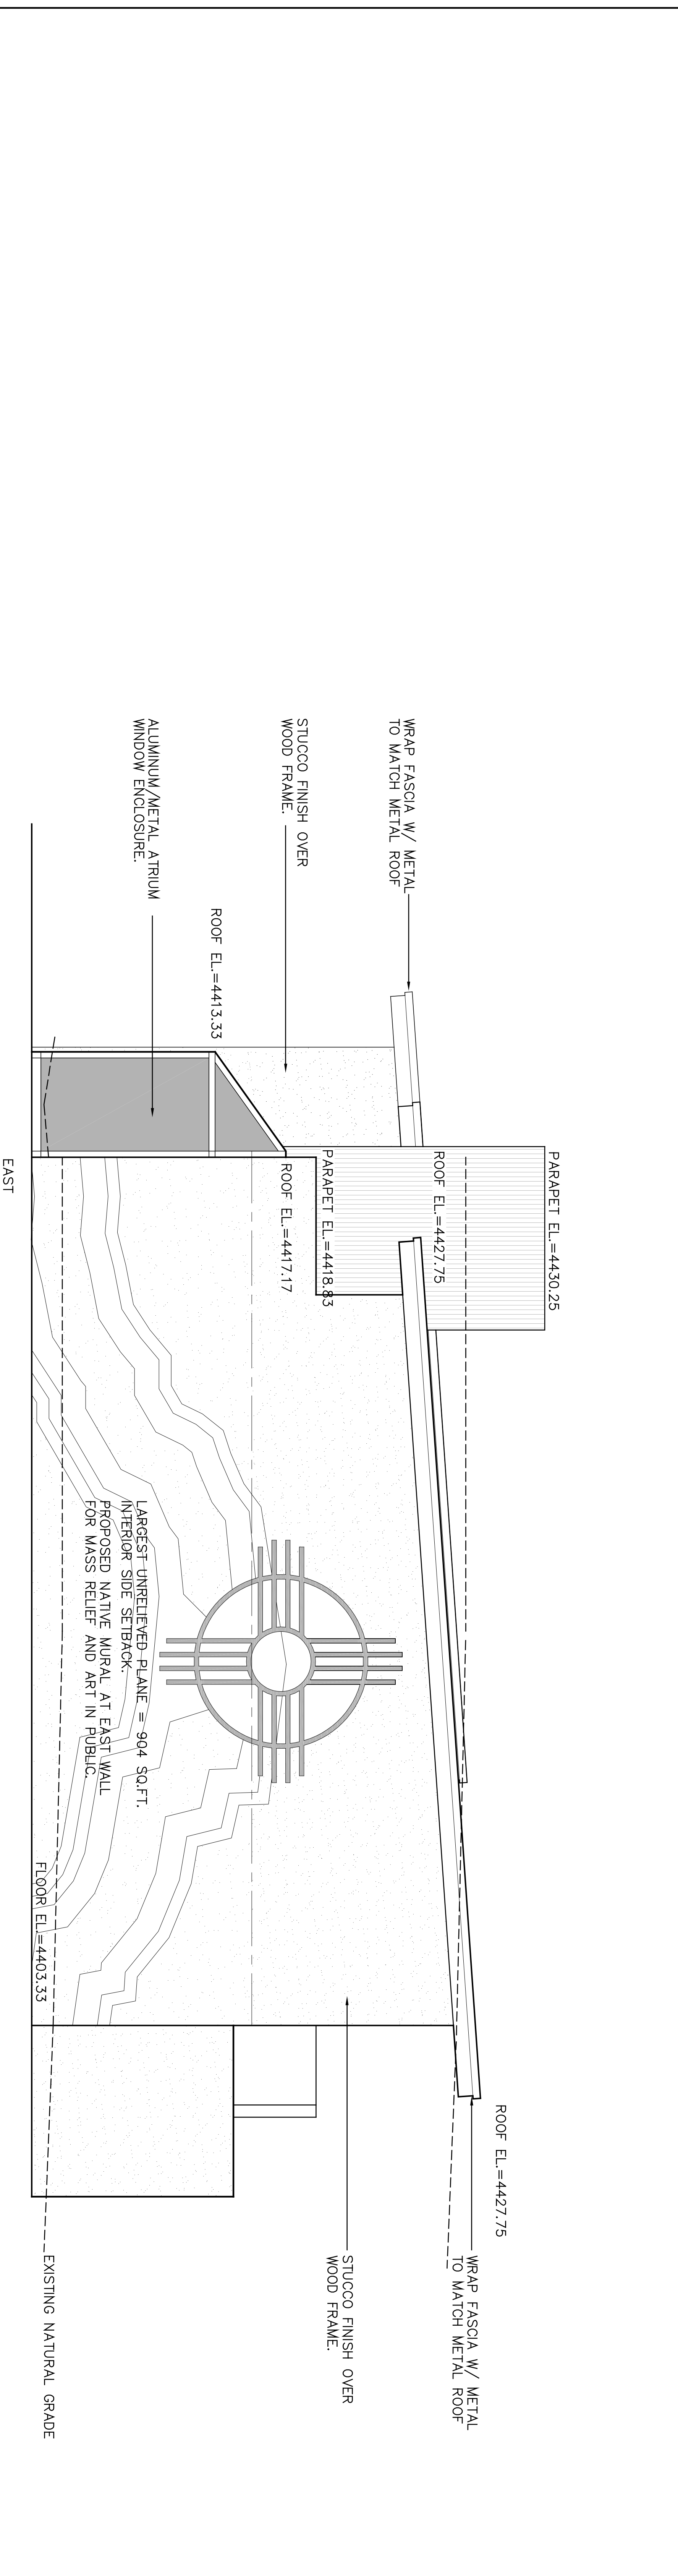 PARAPET EL.=4430.25
ROOF EL.=4427.75
WRAP FASCIA W/ METAL
TO MATCH METAL ROOF
ROOF EL.=4427.75
WRAP FASCIA W/ METAL
TO MATCH METAL ROOF
STUCCO FINISH OVER
WOOD FRAME.
PARAPET EL.=4418.83
ROOF EL.=4417.17
STUCCO FINISH OVER
WOOD FRAME.
ROOF EL.=4413.33
ALUMINUM/METAL ATRIUM
WINDOW ENCLOSURE.
LARGEST UNRELIEVED PLANE = 904 SQ.FT.
INTERIOR SIDE SETBACK.
PROPOSED NATIVE MURAL AT EAST WALL
FOR MASS RELIEF AND ART IN PUBLIC.
FLOOR EL.=4403.33
EXISTING NATURAL GRADE
EAST